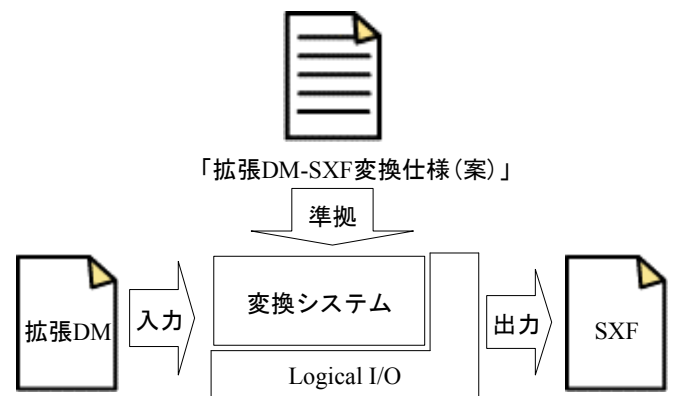 「拡張DM-SXF変換仕様（案）」
準拠
拡張DM
入力
変換システム
出力
SXF
Logical I/O